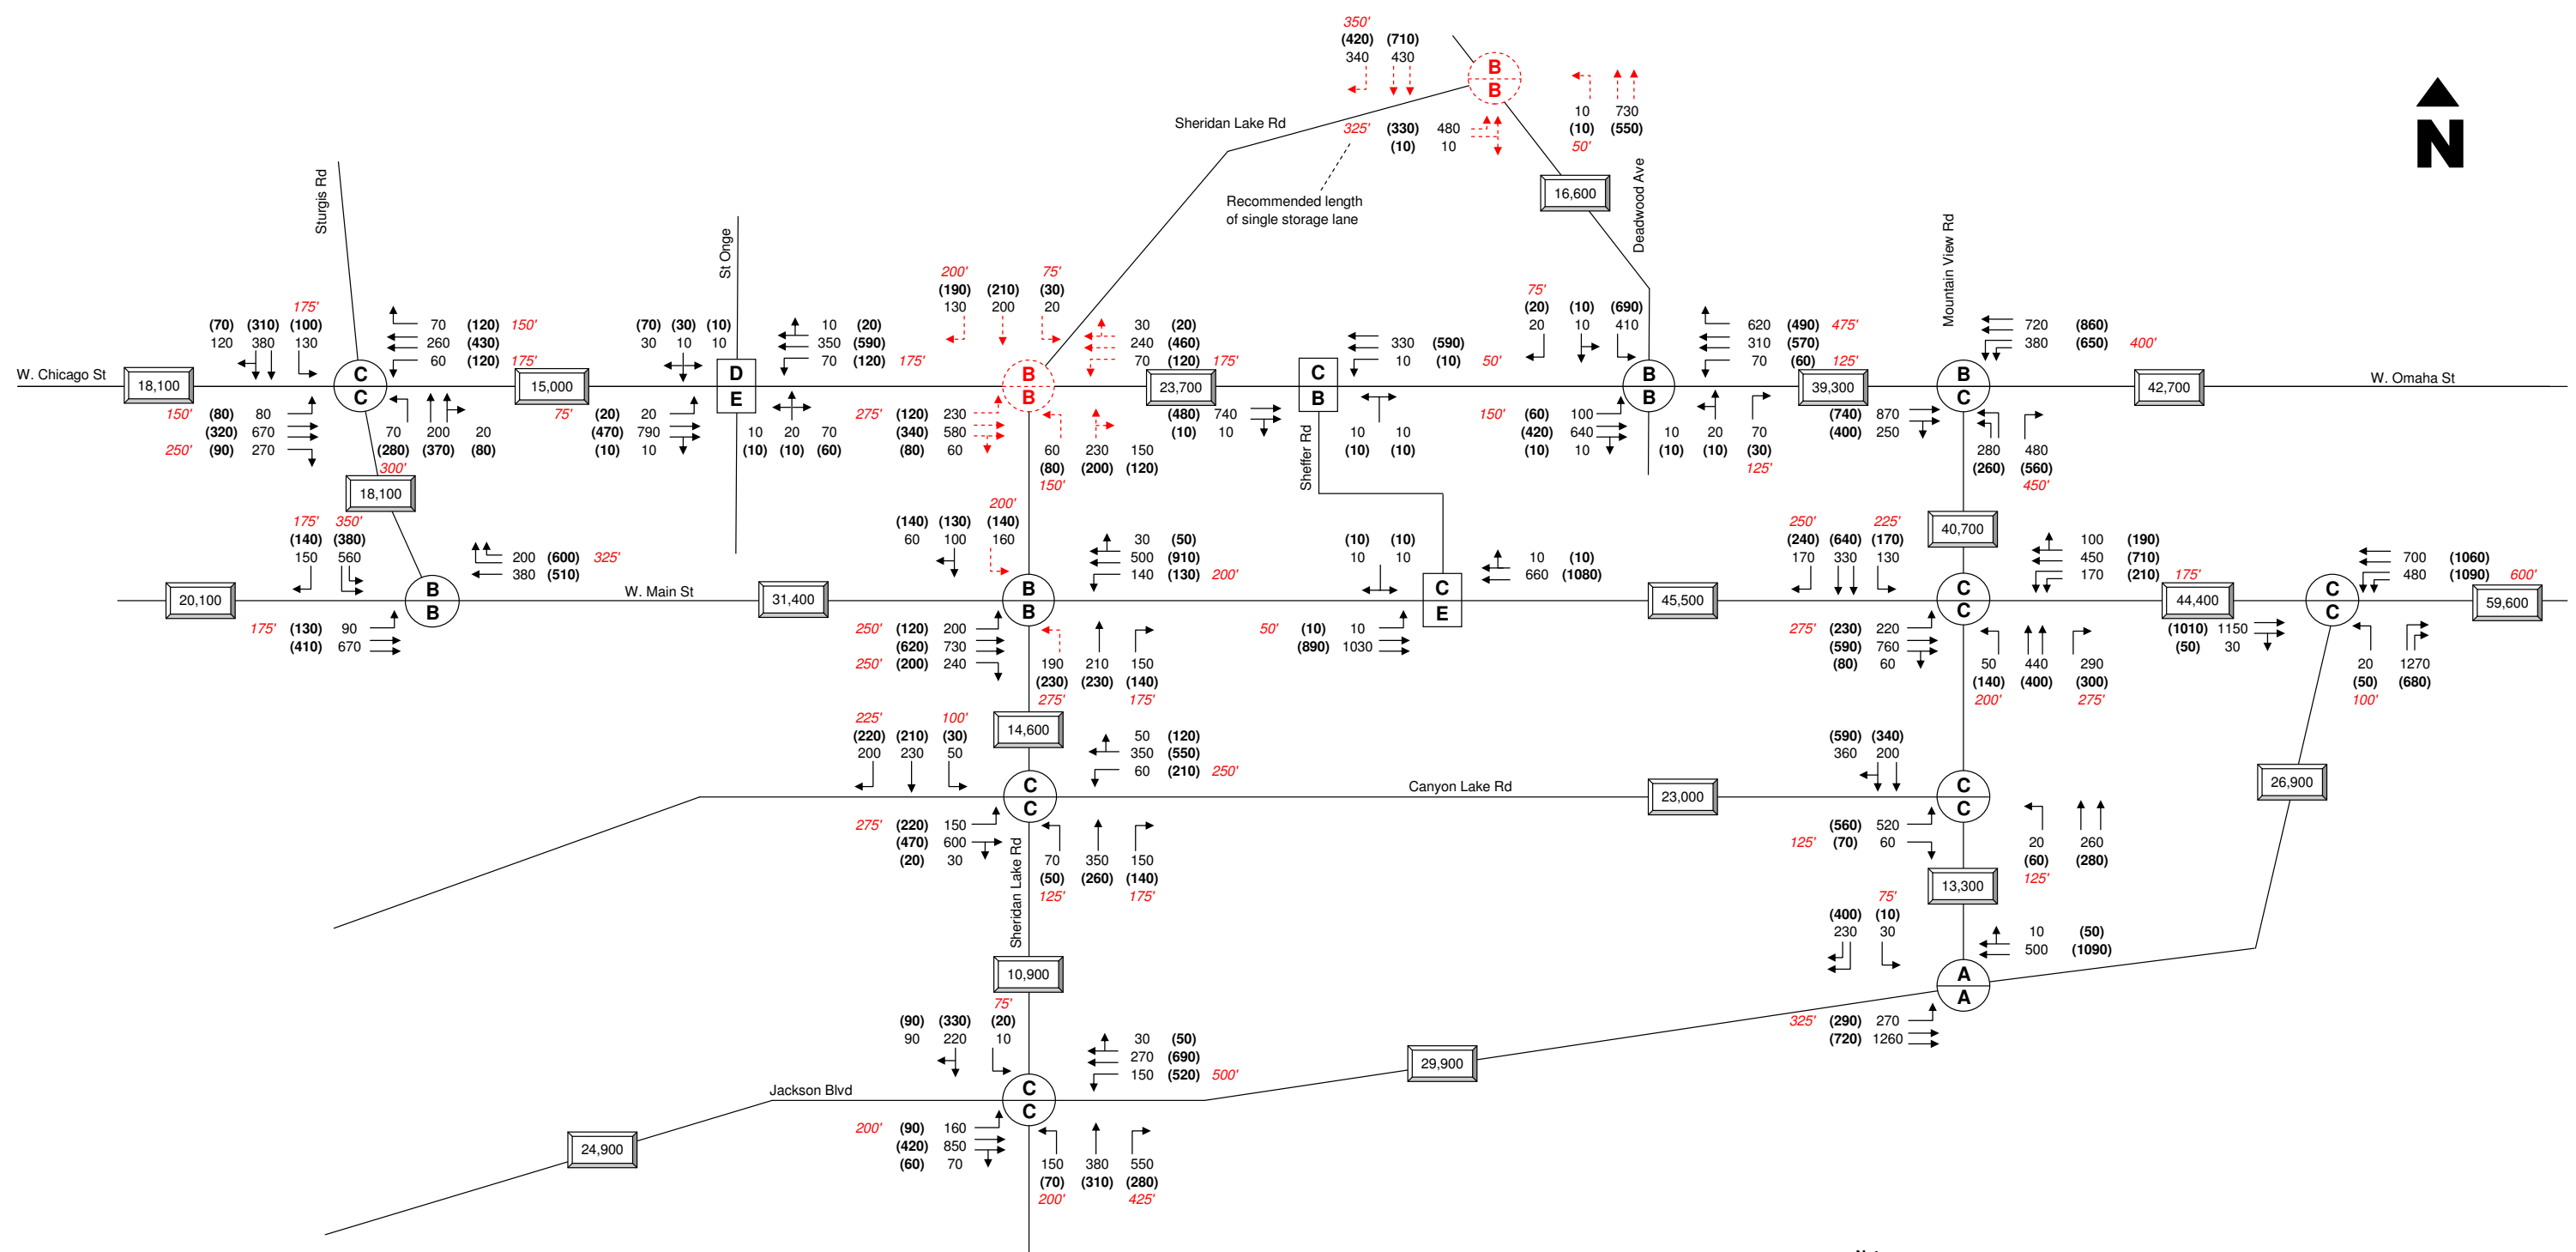 350'
(420) (710)
340 430
B
B
10 730
(10) (550)
50'
Sheridan Lake Rd
325' (330) 480
(10) 10
Recommended length
of single storage lane
16,600
Deadwood Ave
N
Sturgis Rd
St Onge
Mountain View Rd
175'
(70) (310) (100)
120 380 130
70 (120) 150'
260 (430)
60 (120) 175'
C
C
W. Chicago St
18,100
15,000
150' (80) 80
(320) 670
250' (90) 270
70 200 20
(280) (370) (80)
300'
18,100
(70) (30) (10)
30 10 10
10 (20)
350 (590)
70 (120) 175'
D
E
75' (20) 20
(470) 790
(10) 10
10 20 70
(10) (10) (60)
200' 75'
(190) (210) (30)
130 200 20
30 (20)
240 (460)
70 (120) 175'
B
B
275' (120) 230
(340) 580
(80) 60
60 230 150
(80) (200) (120)
150'
23,700
330 (590)
10 (10) 50'
C
B
(480) 740
(10) 10
10 10
(10) (10)
Sheffer Rd
75'
(20) (10) (690)
20 10 410
620 (490) 475'
310 (570)
70 (60) 125'
B
B
150' (60) 100
(420) 640
(10) 10
10 20 70
(10) (10) (30)
125'
39,300
720 (860)
380 (650) 400'
B
C
42,700
W. Omaha St
(740) 870
(400) 250
280 480
(260) (560)
450'
40,700
175' 350'
(140) (380)
150 560
200 (600) 325'
380 (510)
B
B
20,100
W. Main St
31,400
175' (130) 90
(410) 670
200'
(140) (130) (140)
60 100 160
30 (50)
500 (910)
140 (130) 200'
B
B
250' (120) 200
(620) 730
250' (200) 240
190 210 150
(230) (230) (140)
275' 175'
(10) (10)
10 10
10 (10)
660 (1080)
C
E
50' (10) 10
(890) 1030
45,500
250' 225'
(240) (640) (170)
170 330 130
100 (190)
450 (710)
170 (210) 175'
C
C
275' (230) 220
(590) 760
(80) 60
50 440 290
(140) (400) (300)
200' 275'
44,400
700 (1060)
480 (1090) 600'
C
C
59,600
(1010) 1150
(50) 30
20 1270
(50) (680)
100'
14,600
225' 100'
(220) (210) (30)
200 230 50
50 (120)
350 (550)
60 (210) 250'
C
C
Canyon Lake Rd
23,000
275' (220) 150
(470) 600
(20) 30
70 350 150
(50) (260) (140)
125' 175'
Sheridan Lake Rd
(590) (340)
360 200
C
C
(560) 520
125' (70) 60
20 260
(60) (280)
125'
26,900
13,300
10,900
75'
(400) (10)
230 30
10 (50)
500 (1090)
A
A
325' (290) 270
(720) 1260
75'
(90) (330) (20)
90 220 10
30 (50)
270 (690)
150 (520) 500'
C
C
Jackson Blvd
29,900
24,900
200' (90) 160
(420) 850
(60) 70
150 380 550
(70) (310) (280)
200' 425'